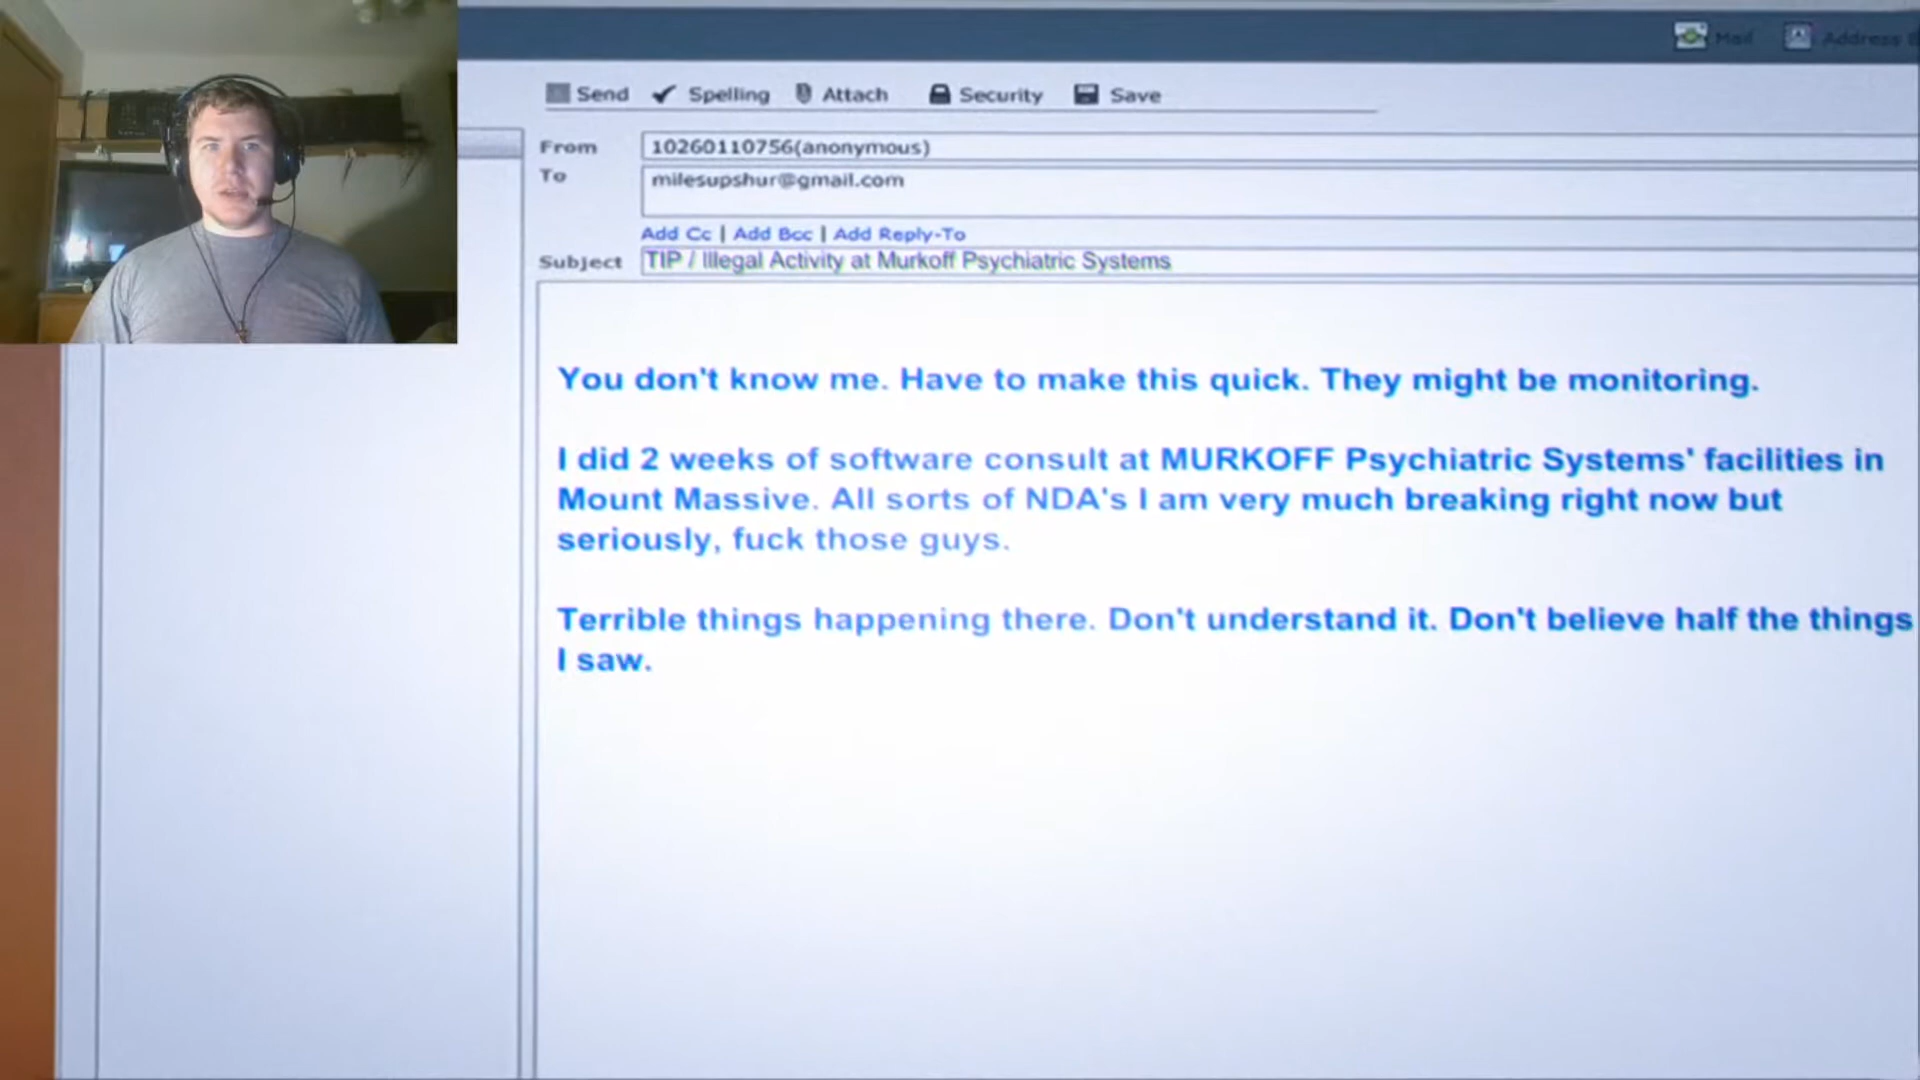 Mail Address
Send Spelling Attach Security Save
From 10260110756(anonymous)
To milesupshur@gmail.com
Add Cc | Add Bcc | Add Reply-To
Subject TIP / Illegal Activity at Murkoff Psychiatric Systems
You don't know me. Have to make this quick. They might be monitoring.
I did 2 weeks of software consult at MURKOFF Psychiatric Systems' facilities in
Mount Massive. All sorts of NDA's I am very much breaking right now but
seriously, fuck those guys.
Terrible things happening there. Don't understand it. Don't believe half the things
I saw.